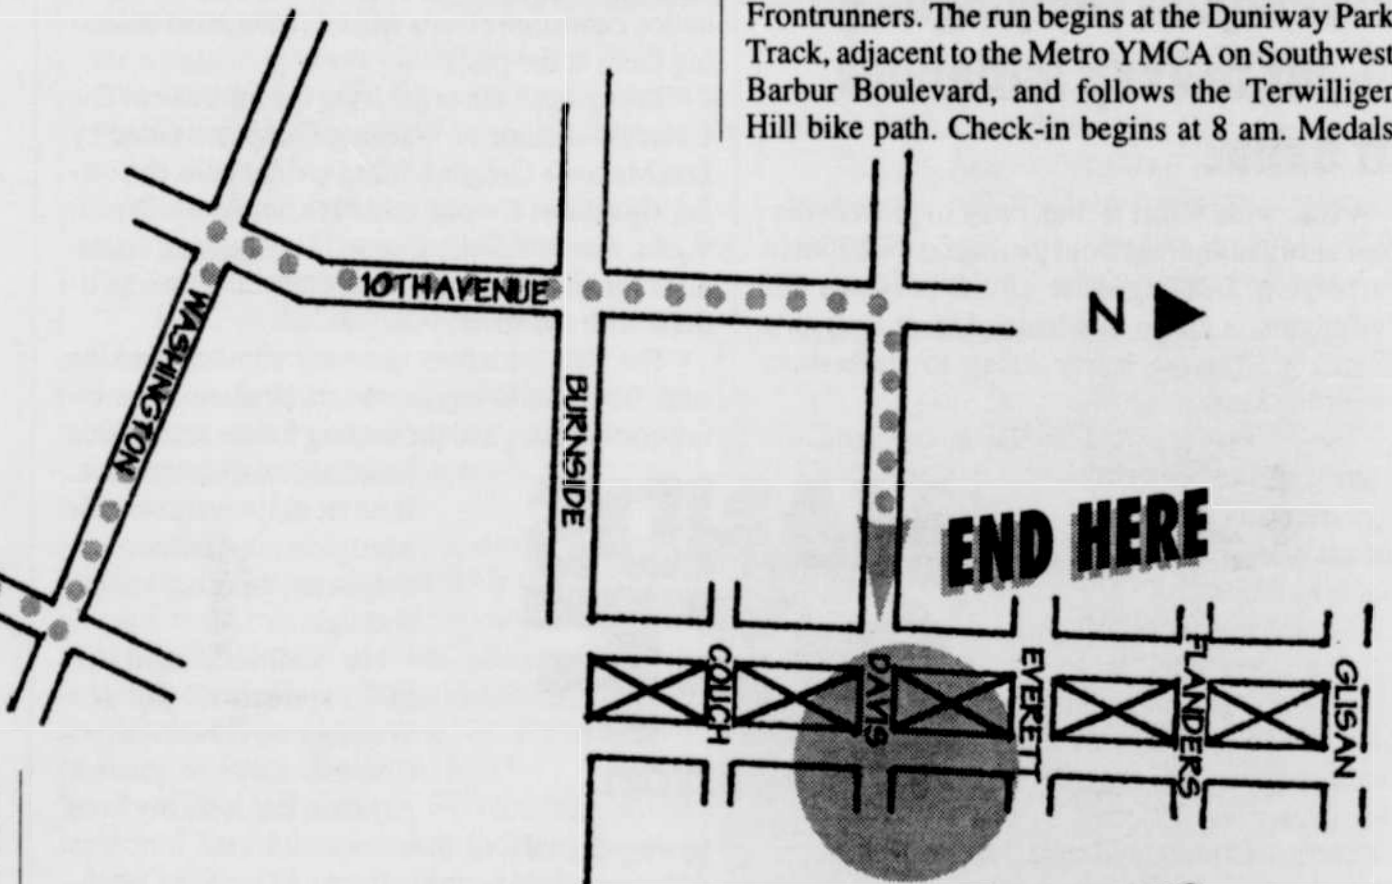 Frontrunners. The run begins at the Duniway Park
Track, adjacent to the Metro YMCA on Southwest
Barbur Boulevard, and follows the Terwilliger
Hill bike path. Check-in begins at 8 am. Medals
10TH AVENUE
N
WASHINGTON
BURNSIDE
END HERE
COUCH
DAVIS
EVERETT
FLANDERS
GLISAN